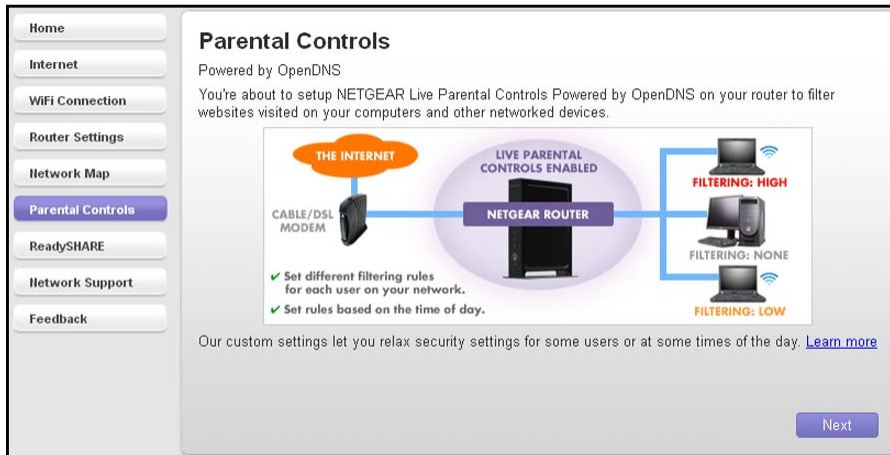 Home
Internet
WiFi Connection
Router Settings
Network Map
Parental Controls
ReadySHARE
Network Support
Feedback
Parental Controls
Powered by OpenDNS
You're about to setup NETGEAR Live Parental Controls Powered by OpenDNS on your router to filter
websites visited on your computers and other networked devices.
THE INTERNET
CABLE/DSL
MODEM
LIVE PARENTAL
CONTROLS ENABLED
NETGEAR ROUTER
FILTERING: HIGH
FILTERING: NONE
FILTERING: LOW
✔ Set different filtering rules
for each user on your network.
✔ Set rules based on the time of day.
Our custom settings let you relax security settings for some users or at some times of the day. Learn more
Next